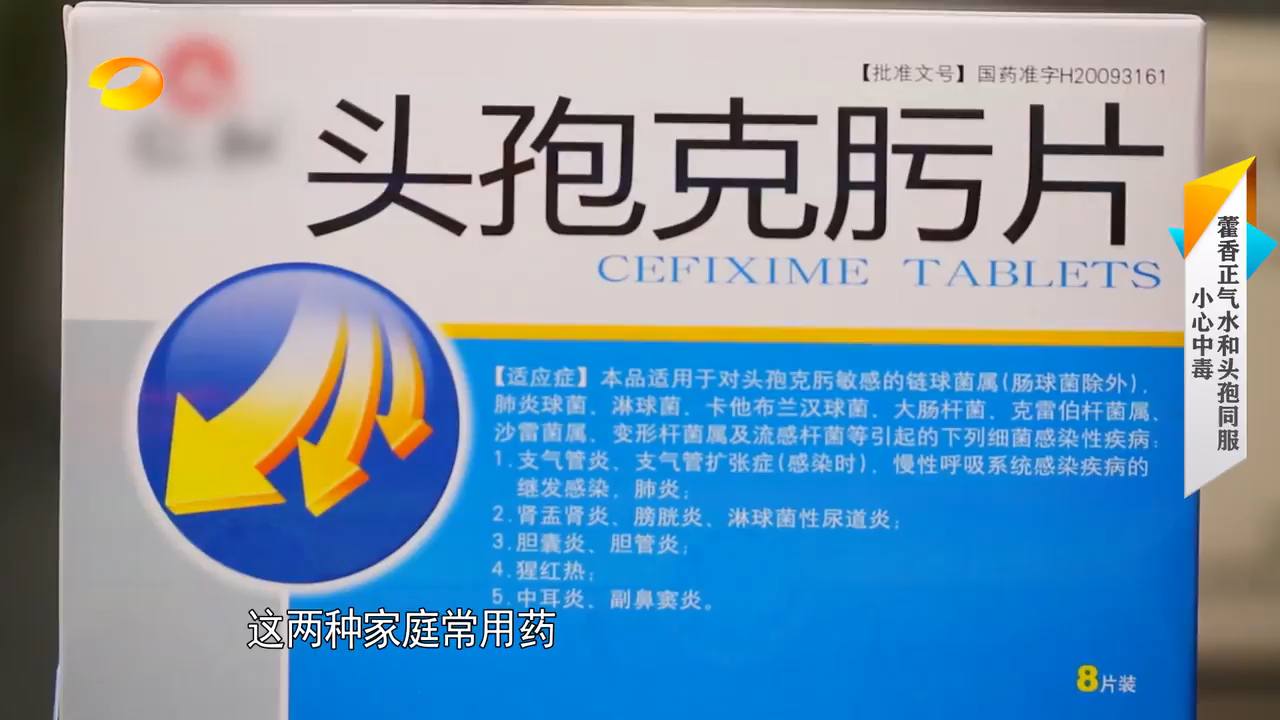 【批准文号】国药准字H20093161
头孢克肟片
CEFIXIME TABLETS
【适应症】本品适用于对头孢克肟敏感的链球菌属(肠球菌除外)、
肺炎球菌、淋球菌、卡他布兰汉球菌、大肠杆菌、克雷伯杆菌属、
沙雷菌属、变形杆菌属及流感杆菌等引起的下列细菌感染性疾病:
1.支气管炎、支气管扩张症(感染时)、慢性呼吸系统感染疾病的
继发感染、肺炎;
2.肾盂肾炎、膀胱炎、淋球菌性尿道炎;
3.胆囊炎、胆管炎;
4.猩红热;
5.中耳炎、副鼻窦炎。
8片装
藿香正气水和头孢同服
小心中毒
这两种家庭常用药